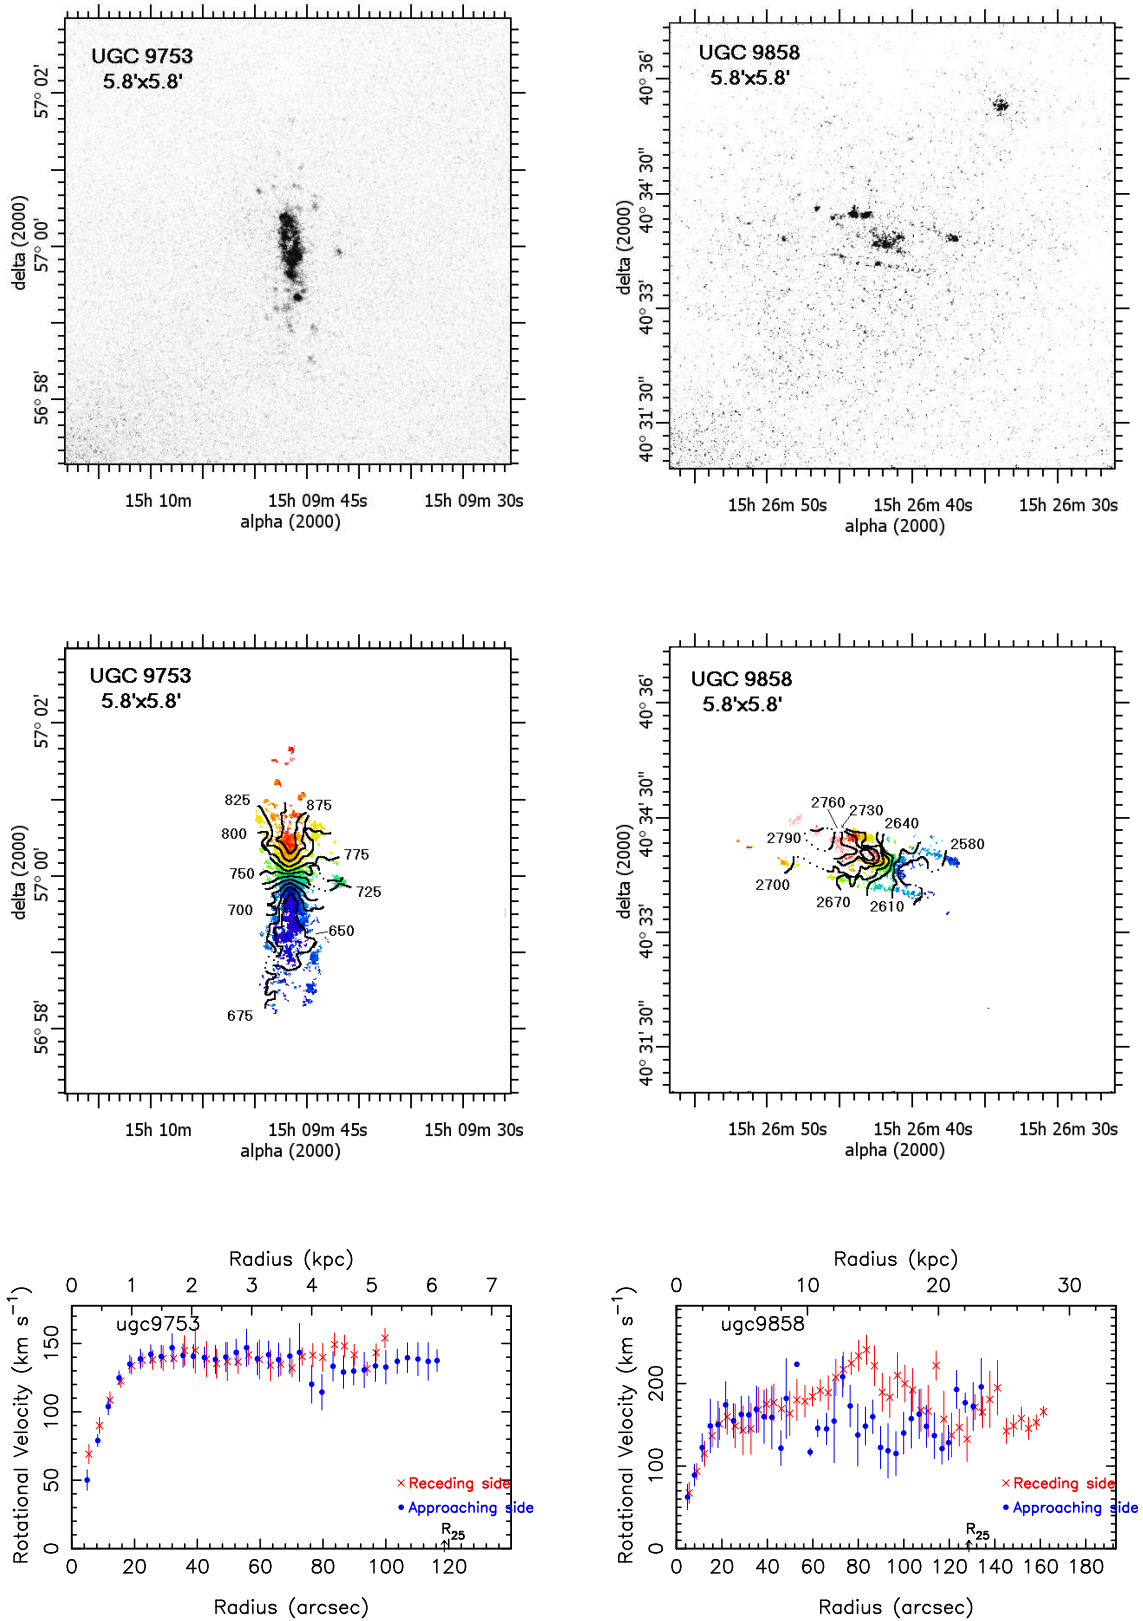 UGC 9753
5.8'x5.8'
57° 02'
57° 00'
56° 58'
delta (2000)
15h 10m 15h 09m 45s 15h 09m 30s
alpha (2000)
UGC 9858
5.8'x5.8'
40° 36'
40° 34' 30"
40° 33'
40° 31' 30"
delta (2000)
15h 26m 50s 15h 26m 40s 15h 26m 30s
alpha (2000)
UGC 9753
5.8'x5.8'
57° 02'
57° 00'
56° 58'
delta (2000)
825
875
800
775
750
725
700
650
675
15h 10m 15h 09m 45s 15h 09m 30s
alpha (2000)
UGC 9858
5.8'x5.8'
40° 36'
40° 34' 30"
40° 33'
40° 31' 30"
delta (2000)
2760
2730
2640
2790
2580
2700
2670
2610
15h 26m 50s 15h 26m 40s 15h 26m 30s
alpha (2000)
Radius (kpc)
0 1 2 3 4 5 6 7
ugc9753
Rotational Velocity (km s⁻¹)
150
100
50
0
× Receding side
• Approaching side
R₂₅
0 20 40 60 80 100 120
Radius (arcsec)
Radius (kpc)
0 10 20 30
ugc9858
Rotational Velocity (km s⁻¹)
200
100
0
× Receding side
• Approaching side
R₂₅
0 20 40 60 80 100 120 140 160 180
Radius (arcsec)